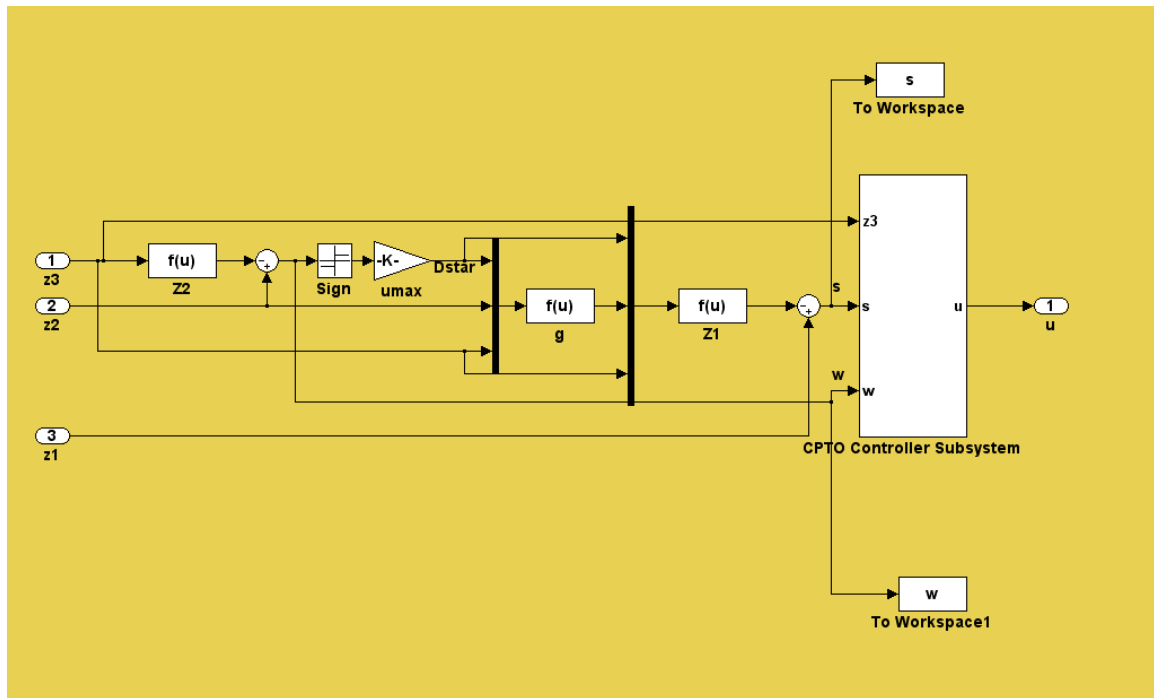 s
To Workspace
z3
1
z3
f(u)
Z2
-
+
Sign
-K-
umax
Dstar
2
z2
f(u)
g
f(u)
Z1
-
+
s
s
u
1
u
w
w
3
z1
CPTO Controller Subsystem
w
To Workspace1